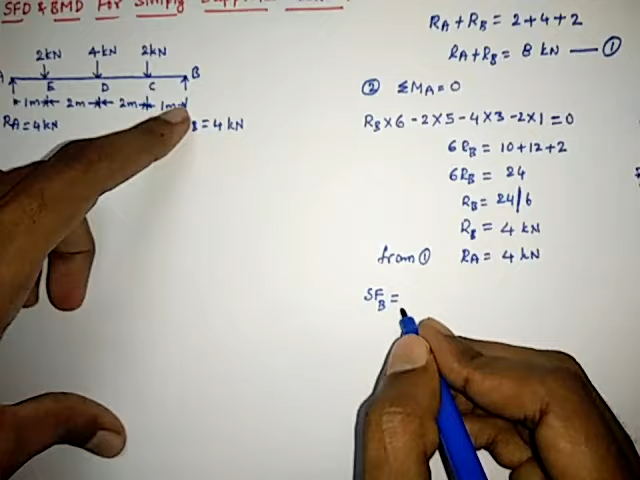 SFD & BMD For Simply
2kN 4kN 2kN
A B
E D C
1m 2m 2m 1m
RA = 4kN B = 4 kN
RA + RB = 2+4+2
RA + RB = 8 kN — ①
② ΣMA = 0
RB×6 -2×5 -4×3 -2×1 = 0
6RB = 10+12+2
6RB = 24
RB = 24/6
RB = 4 kN
from ① RA = 4 kN
SFB =